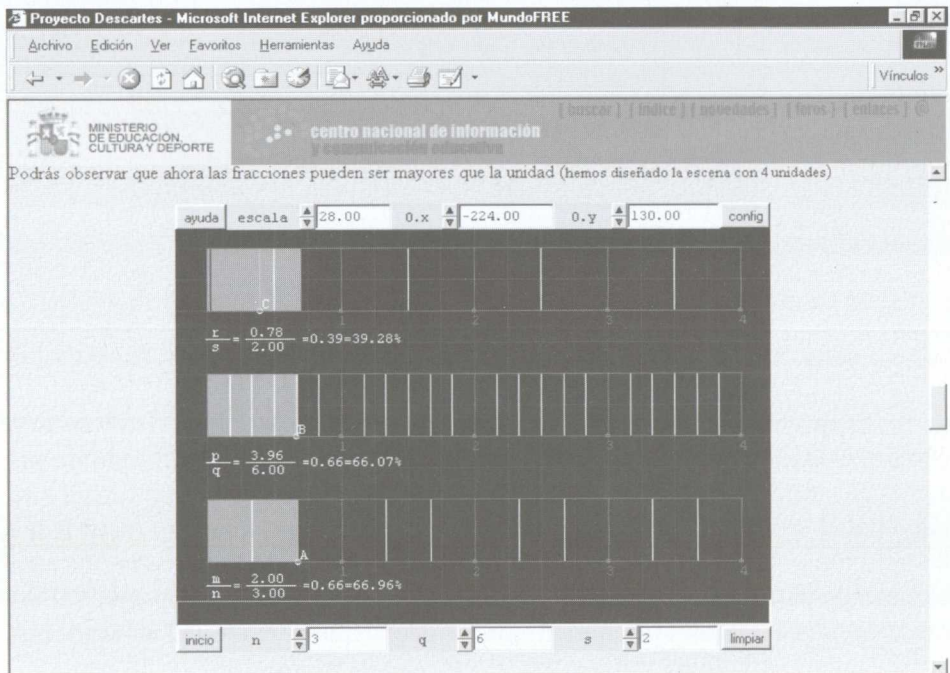 Proyecto Descartes - Microsoft Internet Explorer proporcionado por MundoFREE
Archivo Edición Ver Favoritos Herramientas Ayuda
Vínculos »
[ buscar ] [ índice ] [ novedades ] [ foros ] [ enlaces ] @
MINISTERIO
DE EDUCACIÓN,
CULTURA Y DEPORTE
centro nacional de información
y comunicación educativa
Podrás observar que ahora las fracciones pueden ser mayores que la unidad (hemos diseñado la escena con 4 unidades)
ayuda escala 28.00 0.x -224.00 0.y 130.00 config
C
1 2 3 4
r/s = 0.78/2.00 =0.39=39.28%
B
1 2 3 4
p/q = 3.96/6.00 =0.66=66.07%
A
1 2 3 4
m/n = 2.00/3.00 =0.66=66.96%
inicio n 3 q 6 s 2 limpiar